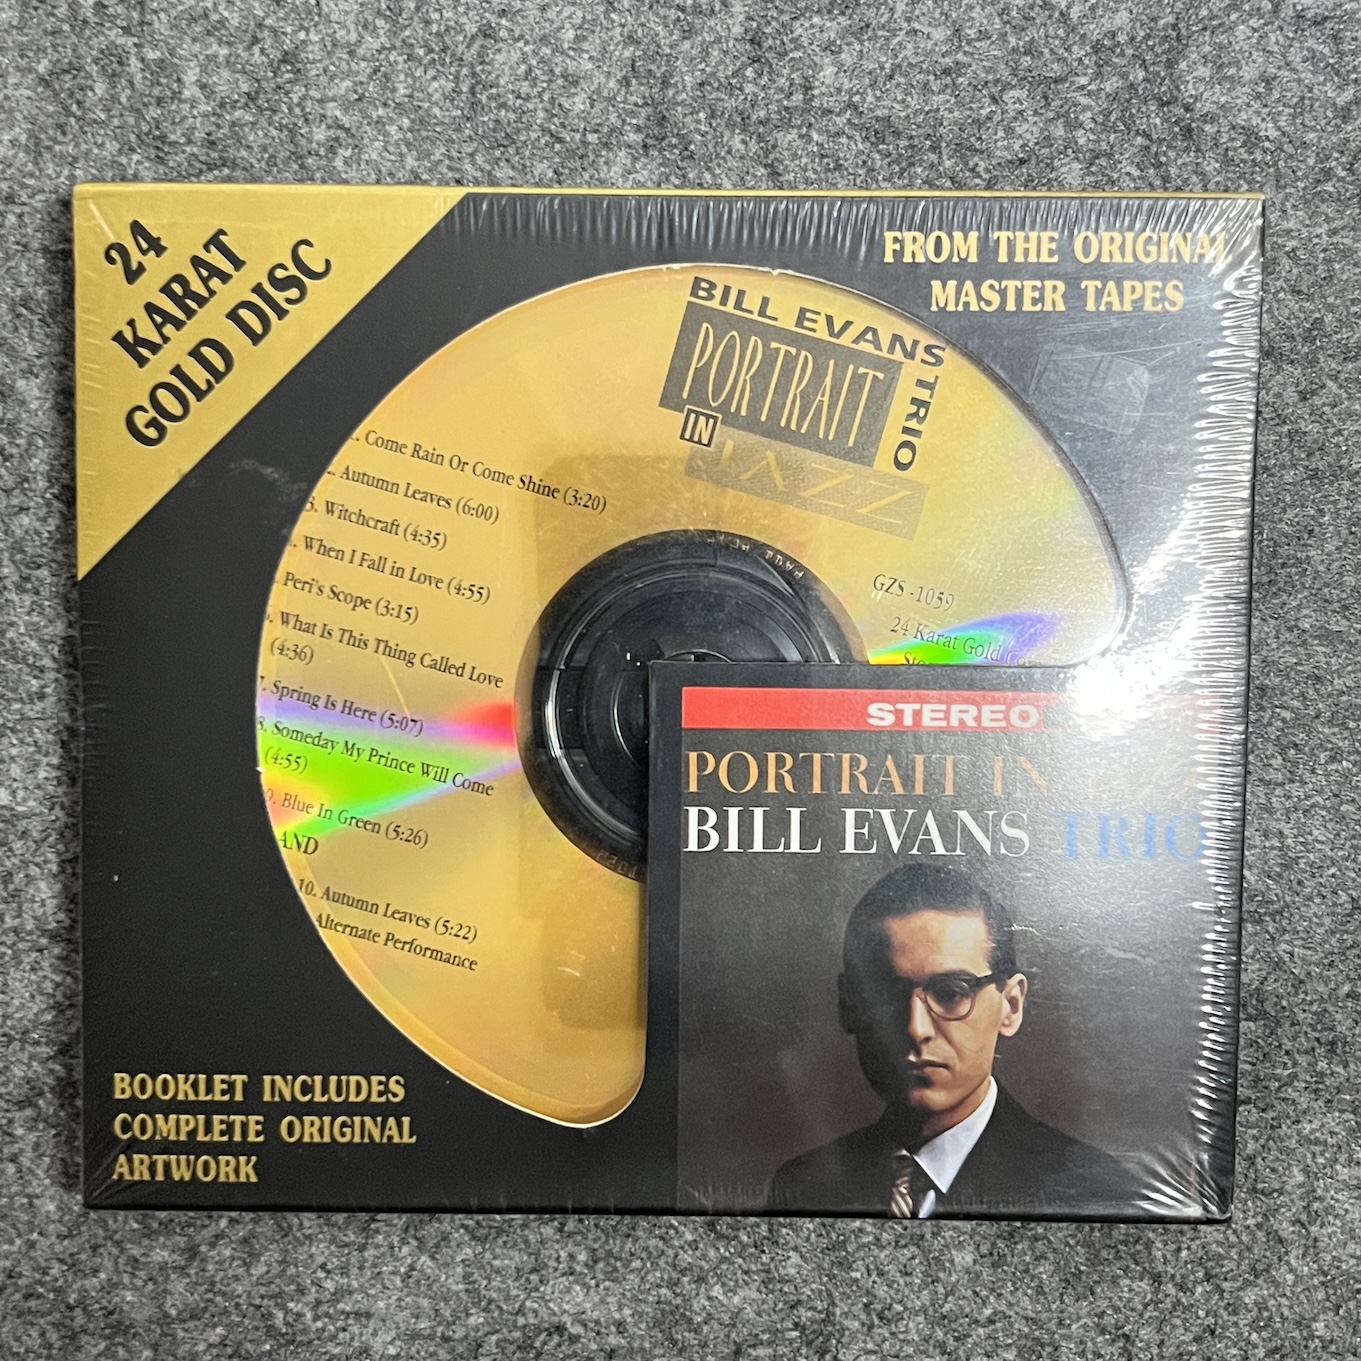 24
KARAT
GOLD DISC
FROM THE ORIGINAL
MASTER TAPES
BILL EVANS TRIO
PORTRAIT
IN
JAZZ
. Come Rain Or Come Shine (3:20)
. Autumn Leaves (6:00)
3. Witchcraft (4:35)
. When I Fall in Love (4:55)
. Peri's Scope (3:15)
. What Is This Thing Called Love
(4:36)
7. Spring Is Here (5:07)
8. Someday My Prince Will Come
(4:55)
9. Blue In Green (5:26)
AND
10. Autumn Leaves (5:22)
Alternate Performance
GZS -1059
24 Karat Gold
STEREO
PORTRAIT IN
BILL EVANS TRIO
BOOKLET INCLUDES
COMPLETE ORIGINAL
ARTWORK